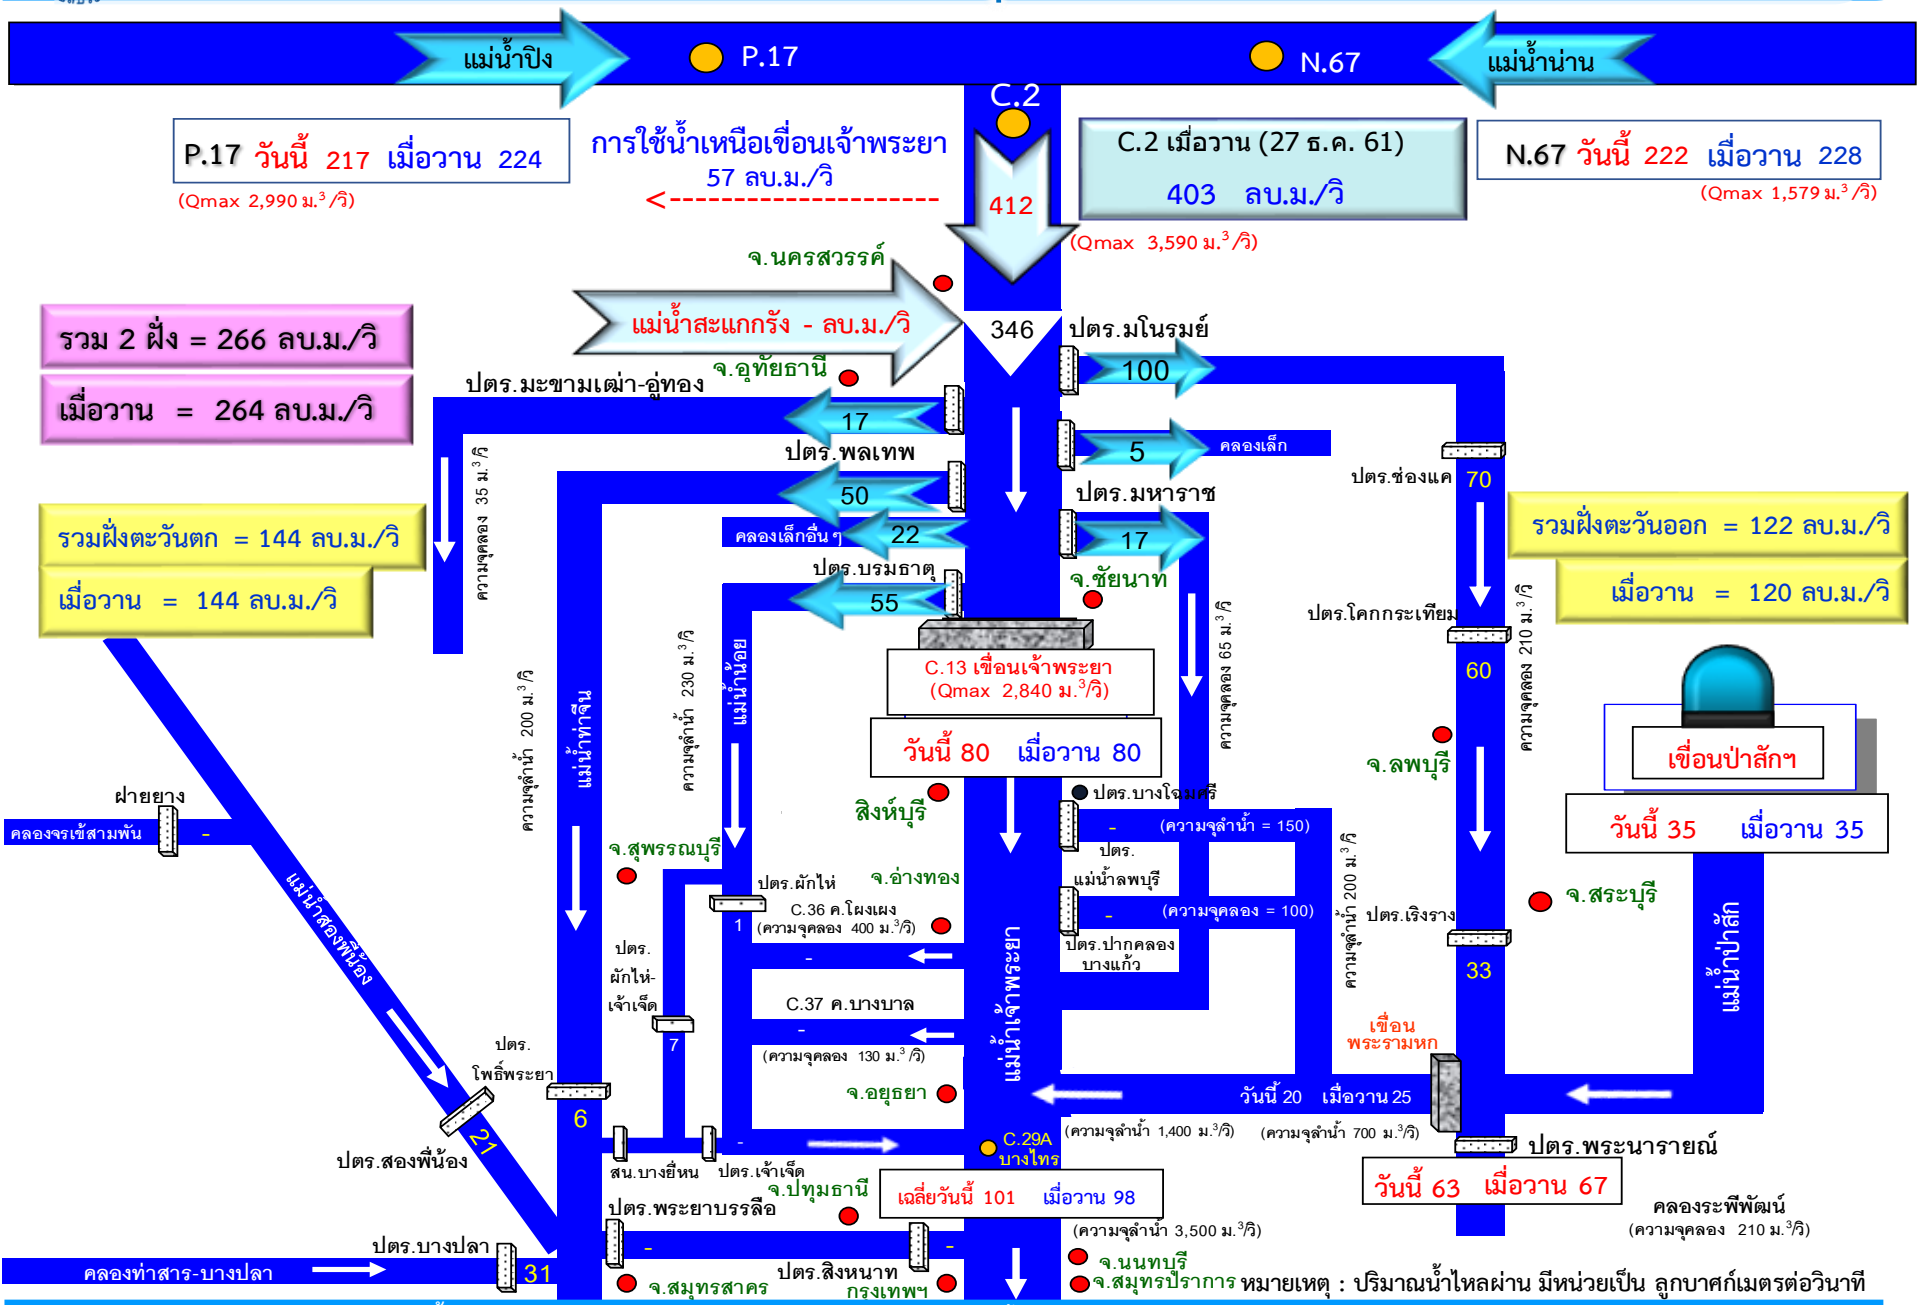 แม่น้ำปิง
P.17
N.67
แม่น้ำน่าน
C.2
P.17 วันนี้ 217 เมื่อวาน 224
(Qmax 2,990 ม.³/วิ)
การใช้น้ำเหนือเขื่อนเจ้าพระยา
57 ลบ.ม./วิ
412
C.2 เมื่อวาน (27 ธ.ค. 61)
403 ลบ.ม./วิ
(Qmax 3,590 ม.³/วิ)
N.67 วันนี้ 222 เมื่อวาน 228
(Qmax 1,579 ม.³/วิ)
จ.นครสวรรค์
แม่น้ำสะแกกรัง - ลบ.ม./วิ
346
ปตร.มโนรมย์
100
รวม 2 ฝั่ง = 266 ลบ.ม./วิ
เมื่อวาน = 264 ลบ.ม./วิ
จ.อุทัยธานี
ปตร.มะขามเฒ่า-อู่ทอง
17
5
คลองเล็ก
ความจุคลอง 35 ม.³/วิ
ปตร.พลเทพ
50
ปตร.มหาราช
17
ปตร.ช่องแค
70
คลองเล็กอื่นๆ
22
รวมฝั่งตะวันตก = 144 ลบ.ม./วิ
เมื่อวาน = 144 ลบ.ม./วิ
รวมฝั่งตะวันออก = 122 ลบ.ม./วิ
เมื่อวาน = 120 ลบ.ม./วิ
ปตร.บรมธาตุ
55
จ.ชัยนาท
ปตร.โคกกระเทียม
60
ความจุลำน้ำ 200 ม.³/วิ
แม่น้ำท่าจีน
ความจุลำน้ำ 230 ม.³/วิ
แม่น้ำน้อย
C.13 เขื่อนเจ้าพระยา
(Qmax 2,840 ม.³/วิ)
วันนี้ 80 เมื่อวาน 80
ความจุคลอง 65 ม.³/วิ
ความจุคลอง 210 ม.³/วิ
จ.ลพบุรี
เขื่อนป่าสักฯ
วันนี้ 35 เมื่อวาน 35
ฝายยาง
คลองจรเข้สามพัน
-
แม่น้ำสองพี่น้อง
สิงห์บุรี
ปตร.บางโฉมศรี
- (ความจุลำน้ำ = 150)
จ.สุพรรณบุรี
ปตร.
แม่น้ำลพบุรี
- (ความจุคลอง = 100)
ความจุลำน้ำ 200 ม.³/วิ
จ.อ่างทอง
ปตร.ผักไห่
1
C.36 ค.โผงเผง
(ความจุคลอง 400 ม.³/วิ)
-
ปตร.ปากคลอง
บางแก้ว
ปตร.เริงราง
33
จ.สระบุรี
แม่น้ำป่าสัก
ปตร.
ผักไห่-
เจ้าเจ็ด
7
C.37 ค.บางบาล
-
(ความจุคลอง 130 ม.³/วิ)
แม่น้ำเจ้าพระยา
เขื่อน
พระรามหก
ปตร.
โพธิ์พระยา
6
จ.อยุธยา
วันนี้ 20 เมื่อวาน 25
(ความจุลำน้ำ 1,400 ม.³/วิ)
(ความจุลำน้ำ 700 ม.³/วิ)
21
ปตร.สองพี่น้อง
สน.บางยี่หน
ปตร.เจ้าเจ็ด
-
C.29A
บางไทร
ปตร.พระนารายณ์
วันนี้ 63 เมื่อวาน 67
จ.ปทุมธานี
เฉลี่ยวันนี้ 101 เมื่อวาน 98
(ความจุลำน้ำ 3,500 ม.³/วิ)
คลองระพีพัฒน์
(ความจุคลอง 210 ม.³/วิ)
ปตร.พระยาบรรลือ
-
-
ปตร.บางปลา
คลองท่าสาร-บางปลา
31
ปตร.สิงหนาท
จ.สมุทรสาคร
กรุงเทพฯ
จ.นนทบุรี
จ.สมุทรปราการ
หมายเหตุ : ปริมาณน้ำไหลผ่าน มีหน่วยเป็น ลูกบาศก์เมตรต่อวินาที